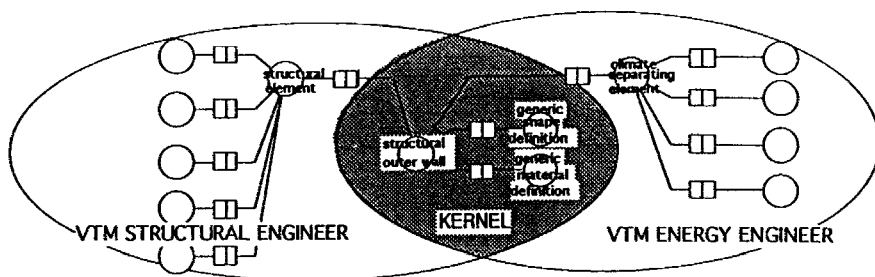 structural
element
climate
separating
element
generic
shape
definition
structural
outer wall
generic
material
definition
KERNEL
VTM STRUCTURAL ENGINEER
VTM ENERGY ENGINEER